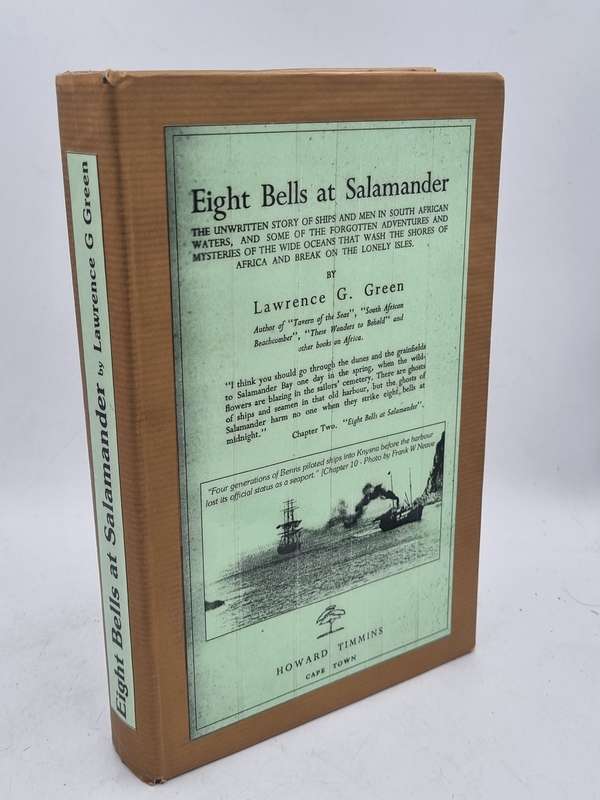 Eight Bells at Salamander by Lawrence G Green
Eight Bells at Salamander
THE UNWRITTEN STORY OF SHIPS AND MEN IN SOUTH AFRICAN
WATERS, AND SOME OF THE FORGOTTEN ADVENTURES AND
MYSTERIES OF THE WIDE OCEANS THAT WASH THE SHORES OF
AFRICA AND BREAK ON THE LONELY ISLES.
BY
Lawrence G. Green
Author of "Tavern of the Seas", "South African
Beachcomber", "These Wonders to Behold" and
other books on Africa.
"I think you should go through the dunes and the grainfields
to Salamander Bay one day in the spring, when the wild-
flowers are blazing in the sailors' cemetery. There are ghosts
of ships and seamen in that old harbour, but the ghosts of
Salamander harm no one when they strike eight bells at
midnight." Chapter Two. "Eight Bells at Salamander".
"Four generations of Benns piloted ships into Knysna before the harbour
lost its official status as a seaport." [Chapter 10 - Photo by Frank W Neave
HOWARD TIMMINS
CAPE TOWN